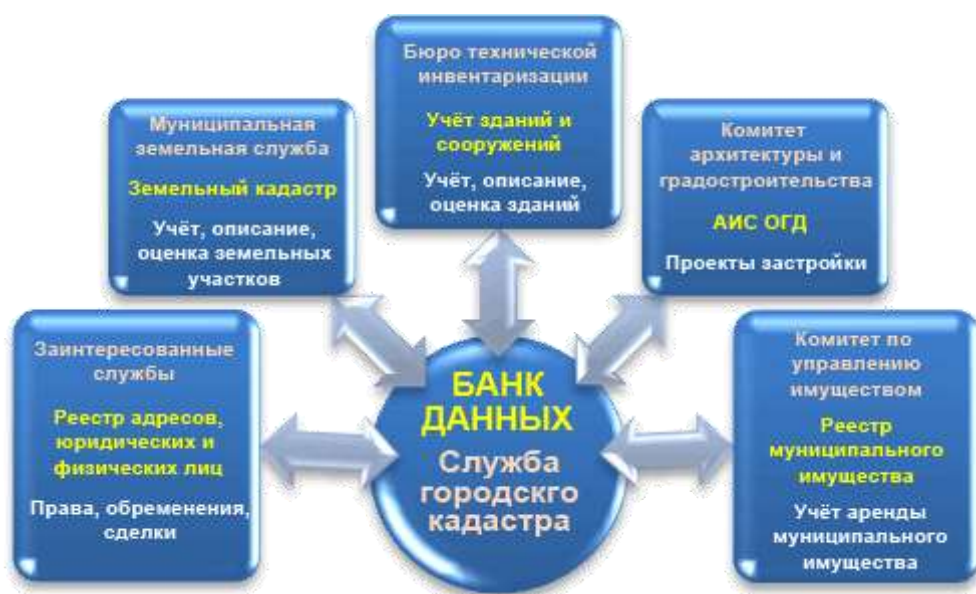 Бюро технической
инвентаризации
Учёт зданий и
сооружений
Учёт, описание,
оценка зданий
Муниципальная
земельная служба
Земельный кадастр
Учёт, описание,
оценка земельных
участков
Комитет
архитектуры и
градостроительства
АИС ОГД
Проекты застройки
Заинтересованные
службы
Реестр адресов,
юридических и
физических лиц
Права, обременения,
сделки
БАНК
ДАННЫХ
Служба
городскго
кадастра
Комитет по
управлению
имуществом
Реестр
муниципального
имущества
Учёт аренды
муниципального
имущества